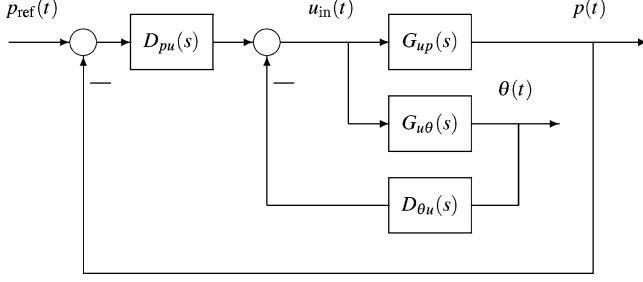 p_ref(t) u_in(t) p(t)
D_pu(s) G_up(s)
— —
θ(t)
G_uθ(s)
D_θu(s)